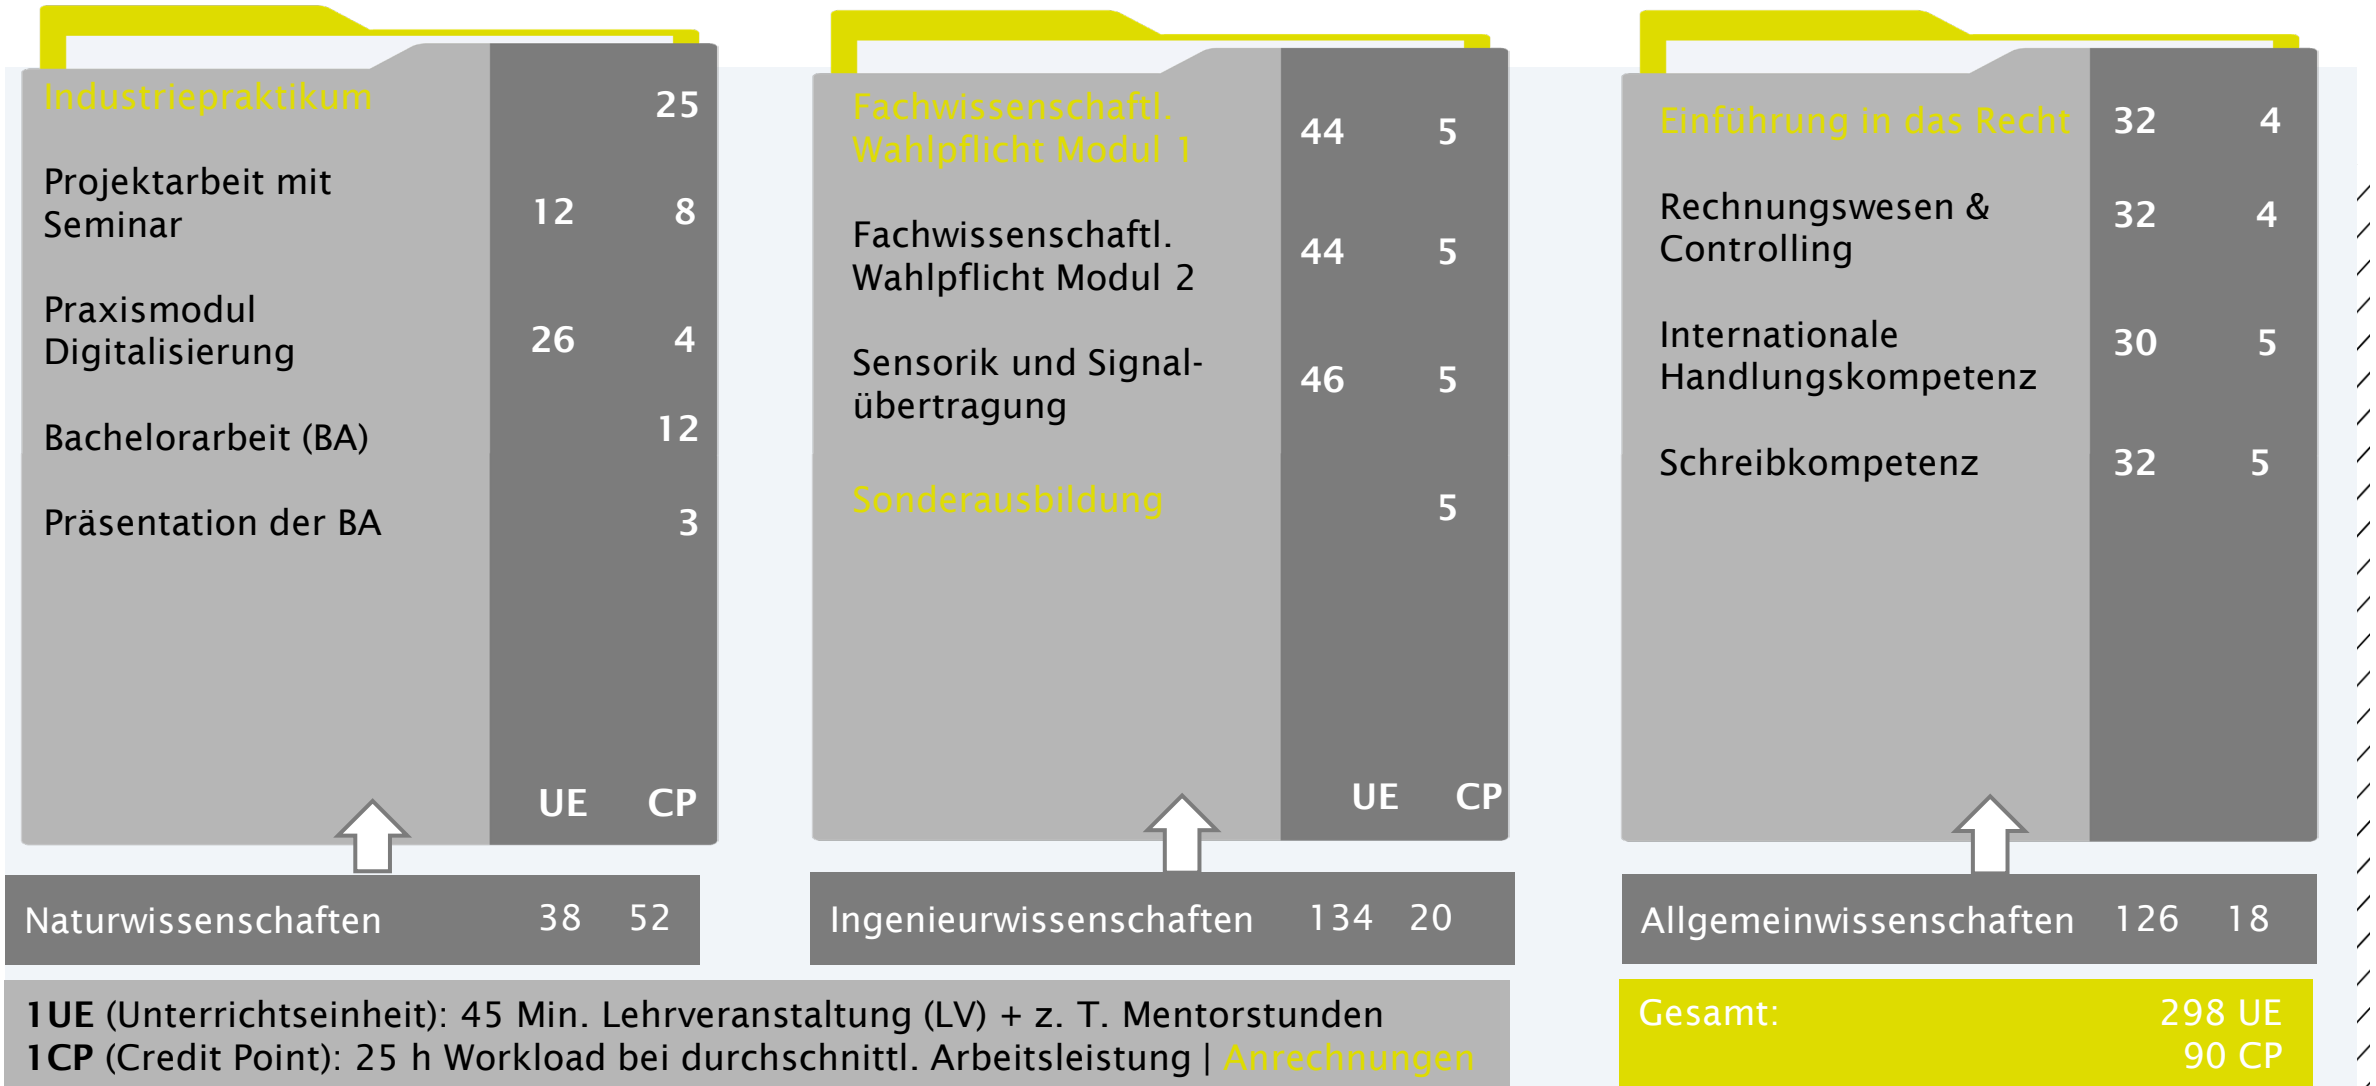 Industriepraktikum 25
Projektarbeit mit
Seminar 12 8
Praxismodul
Digitalisierung 26 4
Bachelorarbeit (BA) 12
Präsentation der BA 3
UE CP
Naturwissenschaften 38 52
Fachwissenschaftl.
Wahlpflicht Modul 1 44 5
Fachwissenschaftl.
Wahlpflicht Modul 2 44 5
Sensorik und Signal-
übertragung 46 5
Sonderausbildung 5
UE CP
Ingenieurwissenschaften 134 20
Einführung in das Recht 32 4
Rechnungswesen &
Controlling 32 4
Internationale
Handlungskompetenz 30 5
Schreibkompetenz 32 5
Allgemeinwissenschaften 126 18
1UE (Unterrichtseinheit): 45 Min. Lehrveranstaltung (LV) + z. T. Mentorstunden
1CP (Credit Point): 25 h Workload bei durchschnittl. Arbeitsleistung | Anrechnungen
Gesamt: 298 UE
90 CP